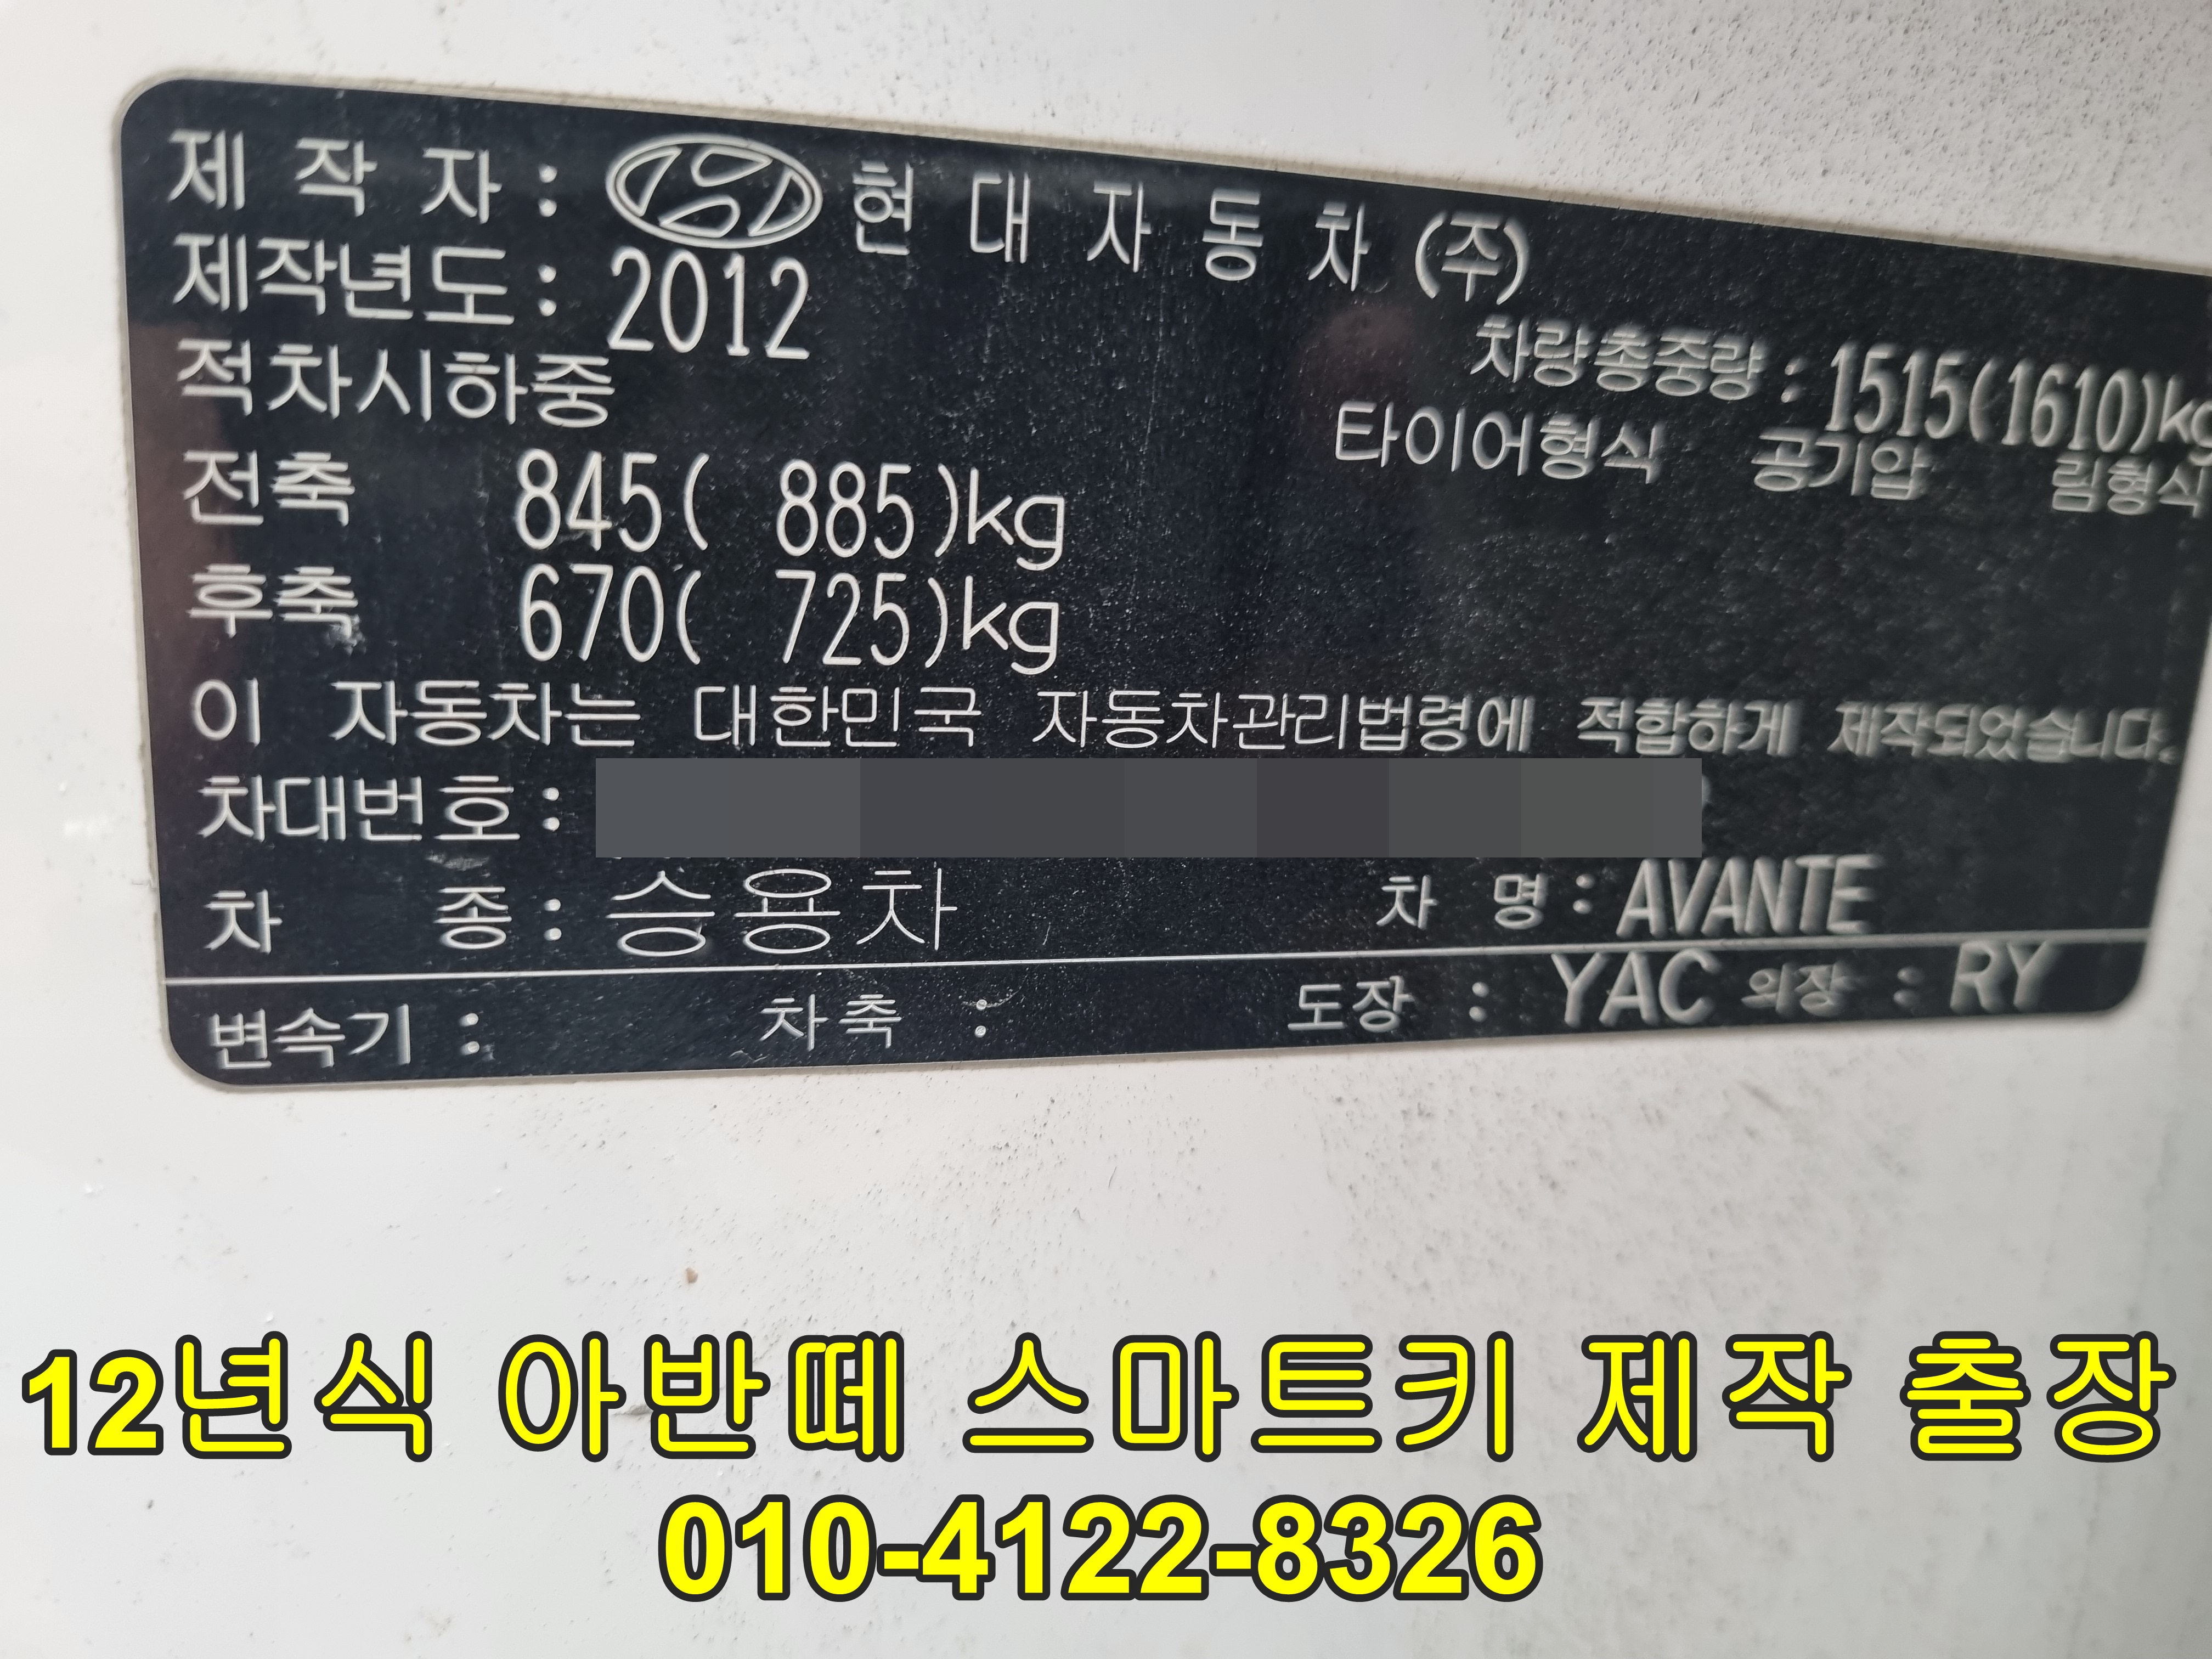 제 작 자 : 현 대 자 동 차 (주)
제작년도 : 2012
적차시하중 차량총중량 : 1515(1610)kg
타이어형식 공기압 림형식
전축 845( 885)kg
후축 670( 725)kg
이 자동차는 대한민국 자동차관리법령에 적합하게 제작되었습니다.
차대번호 :
차 종 : 승용차 차 명 : AVANTE
변속기 : 차축 : 도장 : YAC 의장 : RY
12년식 아반떼 스마트키 제작 출장
010-4122-8326